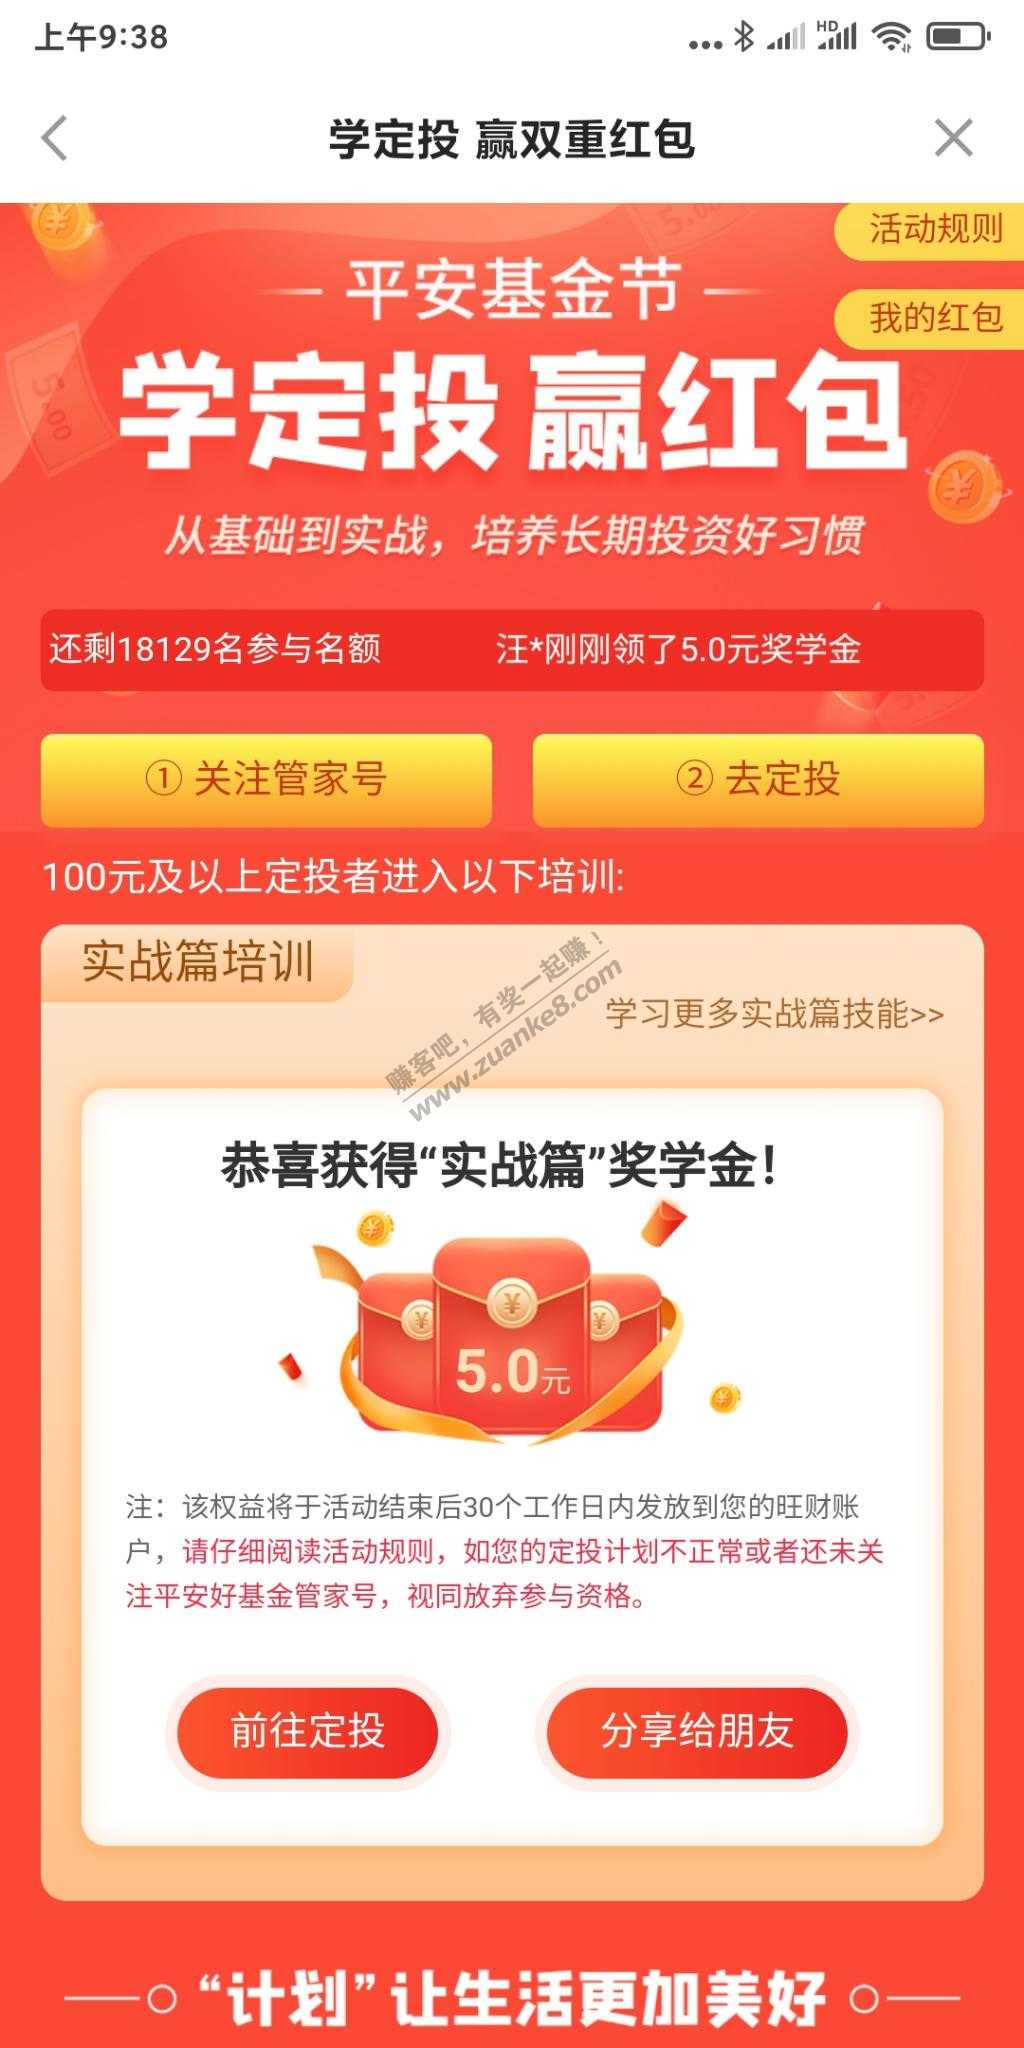 上午9:38
HD
学定投 赢双重红包
活动规则
平安基金节
我的红包
学定投 赢红包
从基础到实战，培养长期投资好习惯
还剩18129名参与名额 汪*刚刚领了5.0元奖学金
① 关注管家号 ② 去定投
100元及以上定投者进入以下培训:
实战篇培训
学习更多实战篇技能>>
赚客吧，有奖一起赚！
www.zuanke8.com
恭喜获得“实战篇”奖学金！
5.0元
注：该权益将于活动结束后30个工作日内发放到您的旺财账
户，请仔细阅读活动规则，如您的定投计划不正常或者还未关
注平安好基金管家号，视同放弃参与资格。
前往定投 分享给朋友
“计划”让生活更加美好